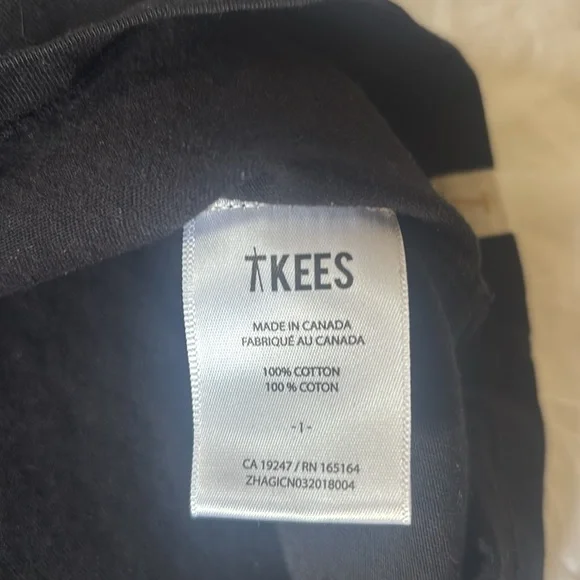 TKEES
MADE IN CANADA
FABRIQUÉ AU CANADA
100% COTTON
100 % COTON
- 1 -
CA 19247 / RN 165164
ZHAGICN032018004